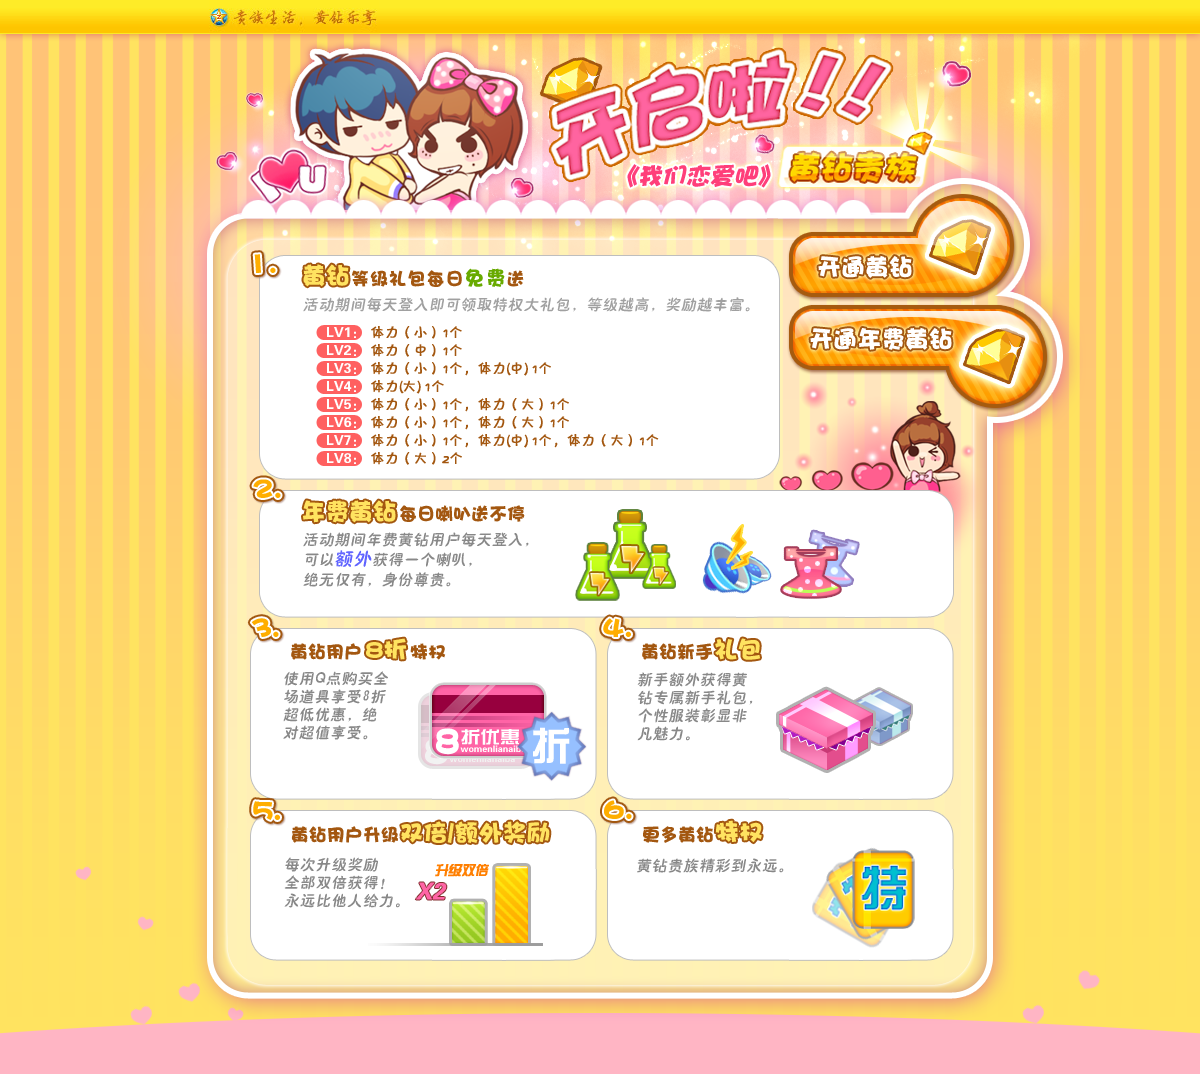 贵族生活，黄钻乐享
I U
开启啦！！
《我们恋爱吧》
黄钻贵族
开通黄钻
开通年费黄钻
1.
黄钻等级礼包每日免费送
活动期间每天登入即可领取特权大礼包，等级越高，奖励越丰富。
LV1：体力（小）1个
LV2：体力（中）1个
LV3：体力（小）1个，体力(中)1个
LV4：体力(大)1个
LV5：体力（小）1个，体力（大）1个
LV6：体力（小）1个，体力（大）1个
LV7：体力（小）1个，体力(中)1个，体力（大）1个
LV8：体力（大）2个
2.
年费黄钻每日喇叭送不停
活动期间年费黄钻用户每天登入，
可以额外获得一个喇叭，
绝无仅有，身份尊贵。
3.
黄钻用户8折特权
使用Q点购买全
场道具享受8折
超低优惠，绝
对超值享受。
8折优惠
womenlianaiba
折
4.
黄钻新手礼包
新手额外获得黄
钻专属新手礼包，
个性服装彰显非
凡魅力。
5.
黄钻用户升级双倍/额外奖励
每次升级奖励
全部双倍获得！
永远比他人给力。
升级双倍
X2
6.
更多黄钻特权
黄钻贵族精彩到永远。
特